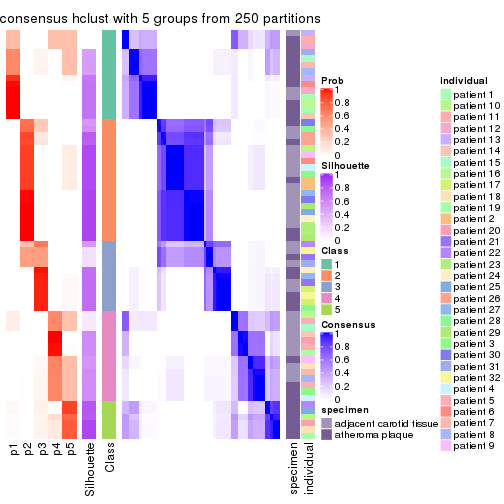 consensus hclust with 5 groups from 250 partitions
Prob
1
0.8
0.6
0.4
0.2
0
Silhouette
1
0.8
0.6
0.4
0.2
0
Class
1
2
3
4
5
Consensus
1
0.8
0.6
0.4
0.2
0
specimen
adjacent carotid tissue
atheroma plaque
individual
patient 1
patient 10
patient 11
patient 12
patient 13
patient 14
patient 15
patient 16
patient 17
patient 18
patient 19
patient 2
patient 20
patient 21
patient 22
patient 23
patient 24
patient 25
patient 26
patient 27
patient 28
patient 29
patient 3
patient 30
patient 31
patient 32
patient 4
patient 5
patient 6
patient 7
patient 8
patient 9
p1
p2
p3
p4
p5
Silhouette
Class
specimen
individual